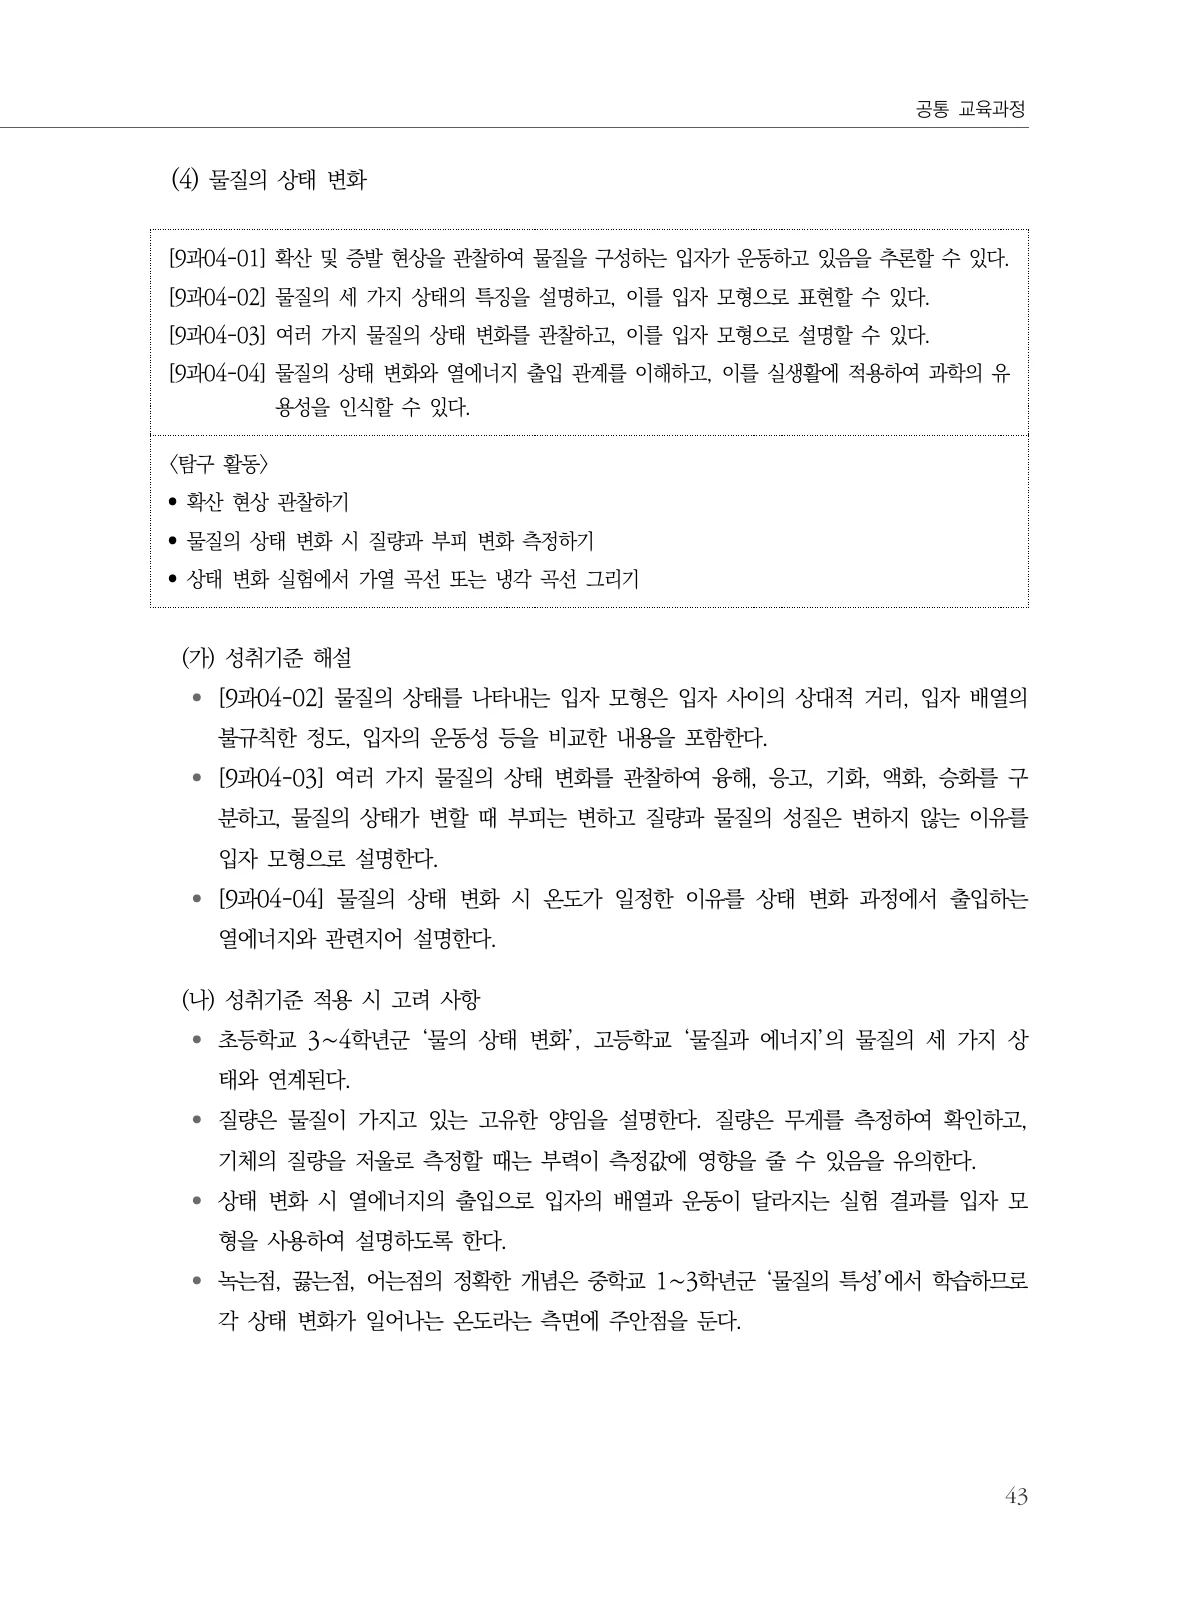 공통 교육과정
(4) 물질의 상태 변화
[9과04-01] 확산 및 증발 현상을 관찰하여 물질을 구성하는 입자가 운동하고 있음을 추론할 수 있다.
[9과04-02] 물질의 세 가지 상태의 특징을 설명하고, 이를 입자 모형으로 표현할 수 있다.
[9과04-03] 여러 가지 물질의 상태 변화를 관찰하고, 이를 입자 모형으로 설명할 수 있다.
[9과04-04] 물질의 상태 변화와 열에너지 출입 관계를 이해하고, 이를 실생활에 적용하여 과학의 유
용성을 인식할 수 있다.
〈탐구 활동〉
• 확산 현상 관찰하기
• 물질의 상태 변화 시 질량과 부피 변화 측정하기
• 상태 변화 실험에서 가열 곡선 또는 냉각 곡선 그리기
(가) 성취기준 해설
• [9과04-02] 물질의 상태를 나타내는 입자 모형은 입자 사이의 상대적 거리, 입자 배열의
불규칙한 정도, 입자의 운동성 등을 비교한 내용을 포함한다.
• [9과04-03] 여러 가지 물질의 상태 변화를 관찰하여 융해, 응고, 기화, 액화, 승화를 구
분하고, 물질의 상태가 변할 때 부피는 변하고 질량과 물질의 성질은 변하지 않는 이유를
입자 모형으로 설명한다.
• [9과04-04] 물질의 상태 변화 시 온도가 일정한 이유를 상태 변화 과정에서 출입하는
열에너지와 관련지어 설명한다.
(나) 성취기준 적용 시 고려 사항
• 초등학교 3~4학년군 ‘물의 상태 변화’, 고등학교 ‘물질과 에너지’의 물질의 세 가지 상
태와 연계된다.
• 질량은 물질이 가지고 있는 고유한 양임을 설명한다. 질량은 무게를 측정하여 확인하고,
기체의 질량을 저울로 측정할 때는 부력이 측정값에 영향을 줄 수 있음을 유의한다.
• 상태 변화 시 열에너지의 출입으로 입자의 배열과 운동이 달라지는 실험 결과를 입자 모
형을 사용하여 설명하도록 한다.
• 녹는점, 끓는점, 어는점의 정확한 개념은 중학교 1~3학년군 ‘물질의 특성’에서 학습하므로
각 상태 변화가 일어나는 온도라는 측면에 주안점을 둔다.
43